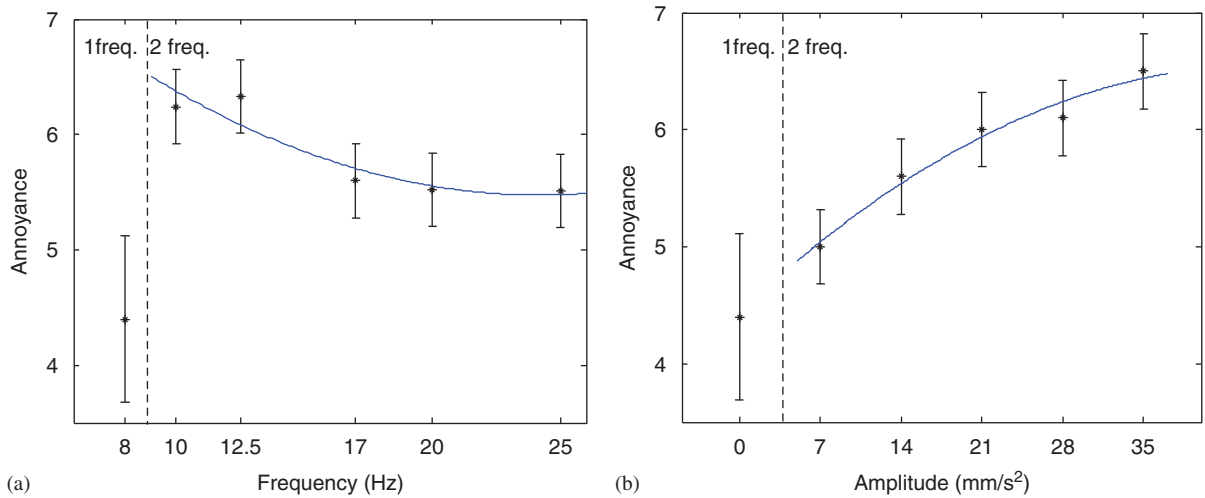 7
6
5
4
Annoyance
1freq.
2 freq.
8
10
12.5
17
20
25
Frequency (Hz)
(a)
7
6
5
4
Annoyance
1freq.
2 freq.
0
7
14
21
28
35
Amplitude (mm/s²)
(b)